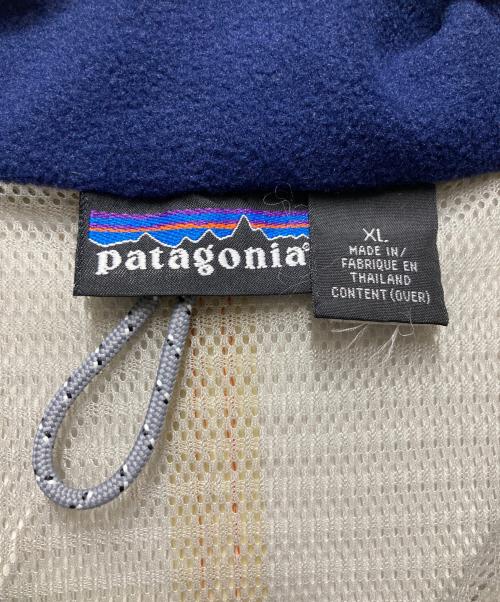 patagonia®
XL
MADE IN/
FABRIQUE EN
THAILAND
CONTENT (OVER)